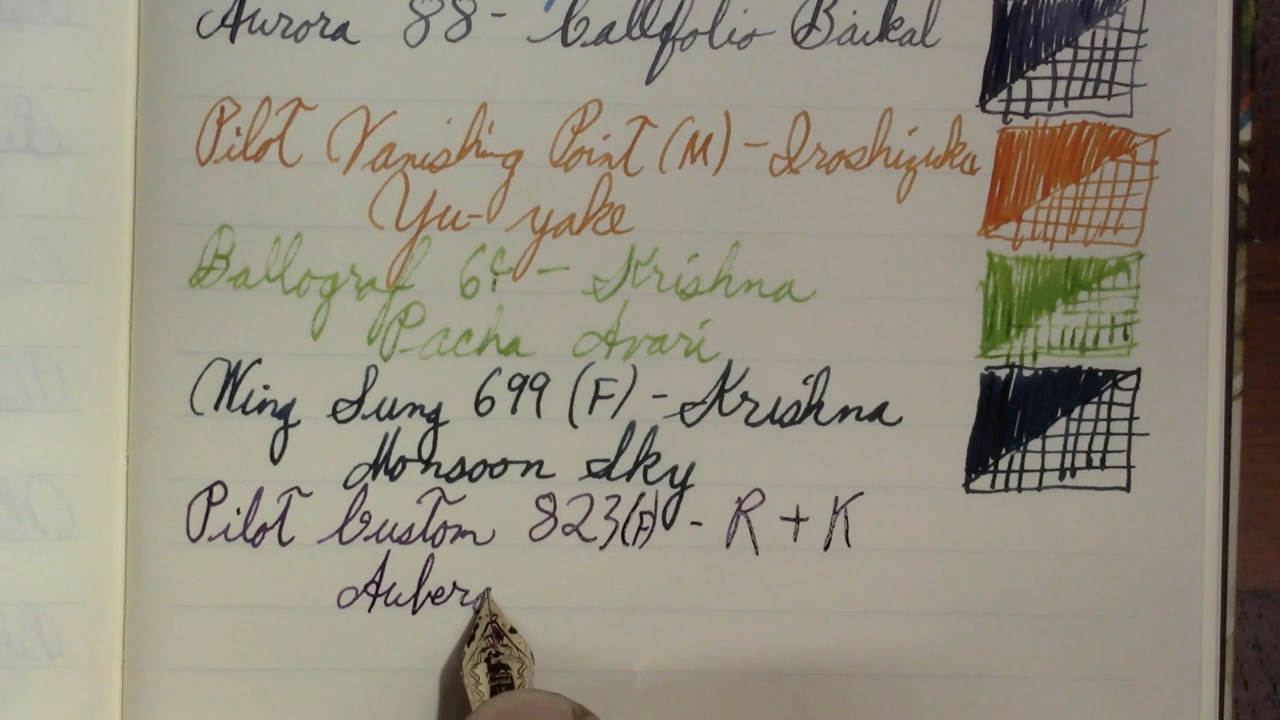 Aurora 88 - Callifolio Baikal
Pilot Vanishing Point (M) - Iroshizuku
Yu-yake
Ballograf - Krishna
Pacha Avari
Wing Sung 699 (F) - Krishna
Monsoon Sky
Pilot Custom 823 (F) - R + K
Auberg